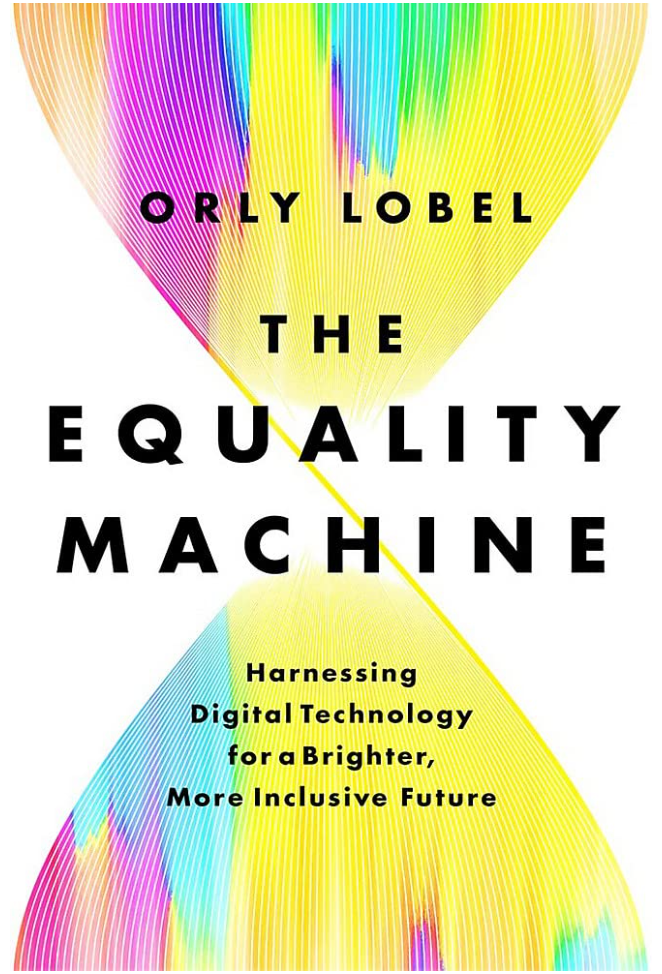 ORLY LOBEL
THE
EQUALITY
MACHINE
Harnessing
Digital Technology
for a Brighter,
More Inclusive Future